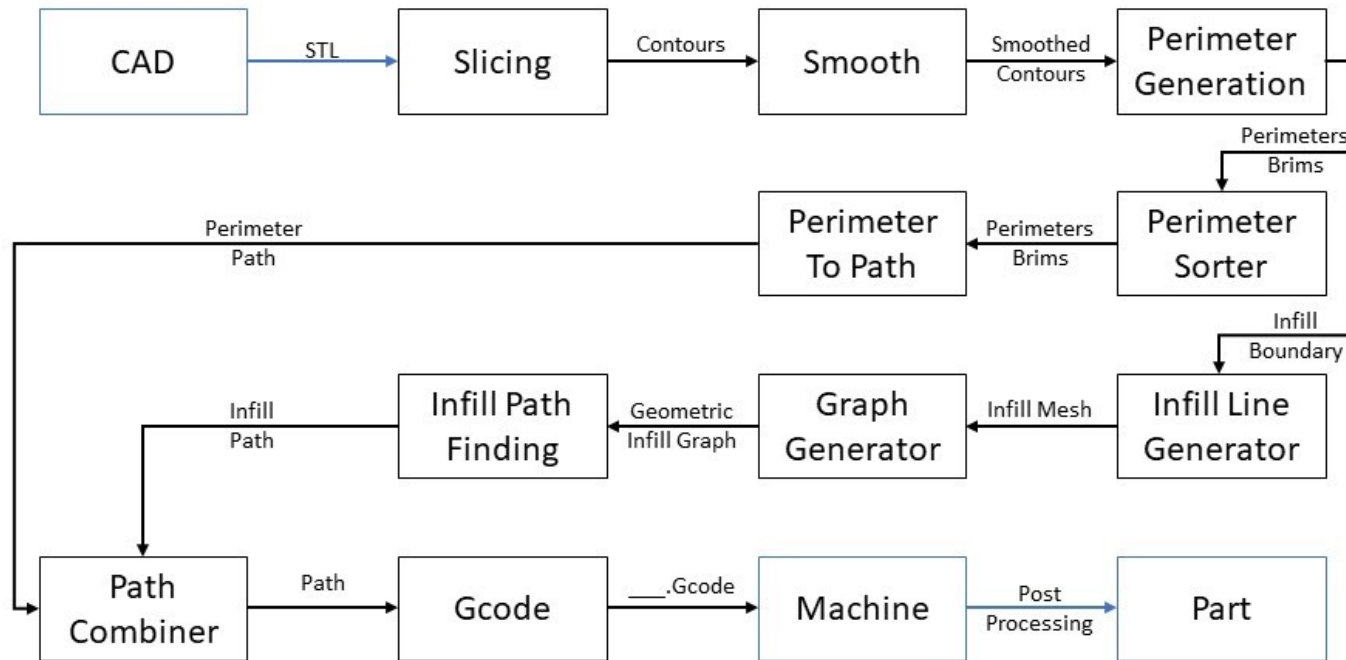 CAD
STL
Slicing
Contours
Smooth
Smoothed
Contours
Perimeter
Generation
Perimeters
Brims
Perimeter
Sorter
Perimeters
Brims
Perimeter
To Path
Perimeter
Path
Infill
Boundary
Infill Line
Generator
Infill Mesh
Graph
Generator
Geometric
Infill Graph
Infill Path
Finding
Infill
Path
Path
Combiner
Path
Gcode
___.Gcode
Machine
Post
Processing
Part